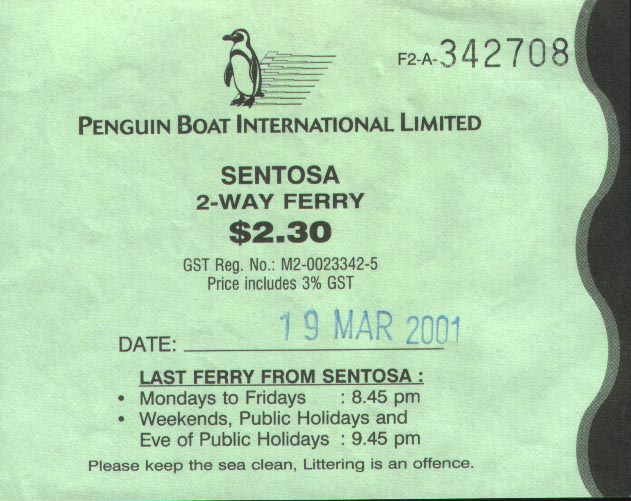 F2-A-342708
PENGUIN BOAT INTERNATIONAL LIMITED
SENTOSA
2-WAY FERRY
$2.30
GST Reg. No.: M2-0023342-5
Price includes 3% GST
DATE: 19 MAR 2001
LAST FERRY FROM SENTOSA :
• Mondays to Fridays : 8.45 pm
• Weekends, Public Holidays and
Eve of Public Holidays : 9.45 pm
Please keep the sea clean, Littering is an offence.